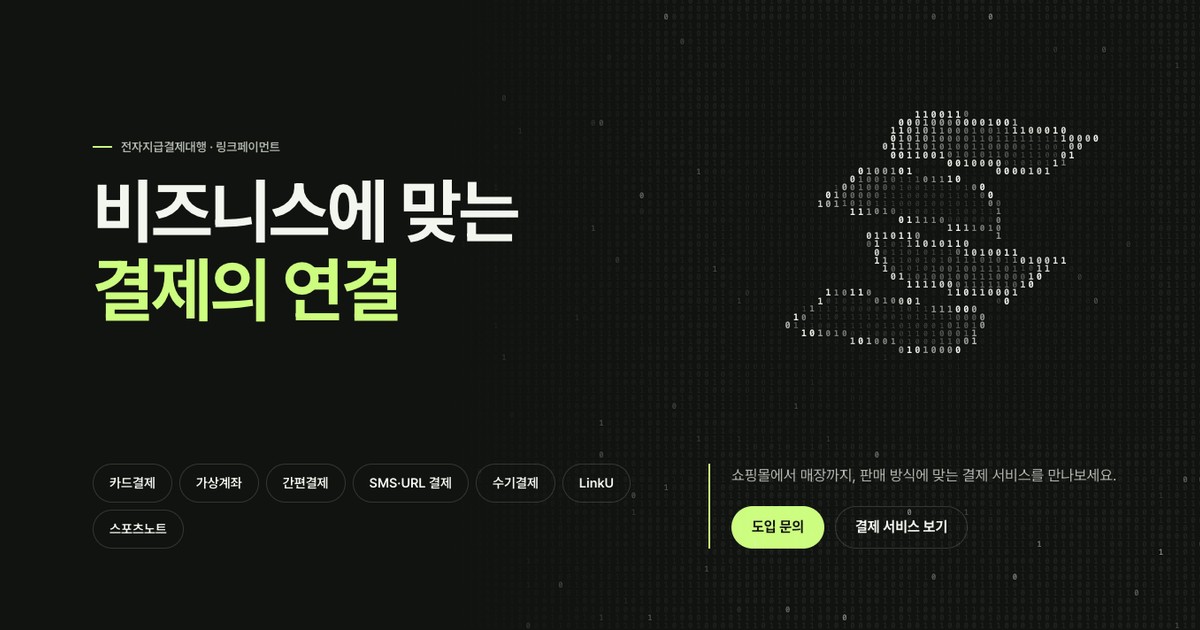 전자지급결제대행 · 링크페이먼트
비즈니스에 맞는
결제의 연결
카드결제
가상계좌
간편결제
SMS·URL 결제
수기결제
LinkU
스포츠노트
쇼핑몰에서 매장까지, 판매 방식에 맞는 결제 서비스를 만나보세요.
도입 문의
결제 서비스 보기